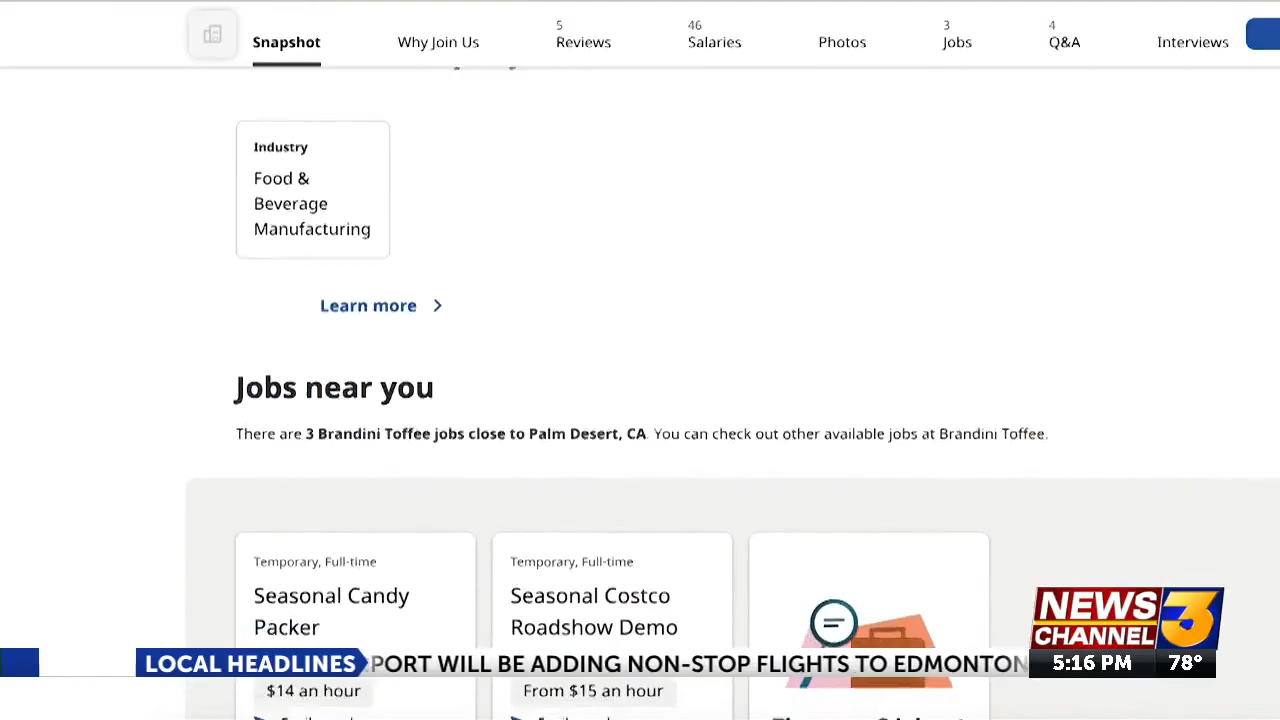 Snapshot
Why Join Us
5
Reviews
46
Salaries
Photos
3
Jobs
4
Q&A
Interviews
Industry
Food &
Beverage
Manufacturing
Learn more
Jobs near you
There are 3 Brandini Toffee jobs close to Palm Desert, CA. You can check out other available jobs at Brandini Toffee.
Temporary, Full-time
Seasonal Candy
Packer
$14 an hour
Temporary, Full-time
Seasonal Costco
Roadshow Demo
From $15 an hour
LOCAL HEADLINES
PORT WILL BE ADDING NON-STOP FLIGHTS TO EDMONTON
NEWS
CHANNEL 3
5:16 PM 78°